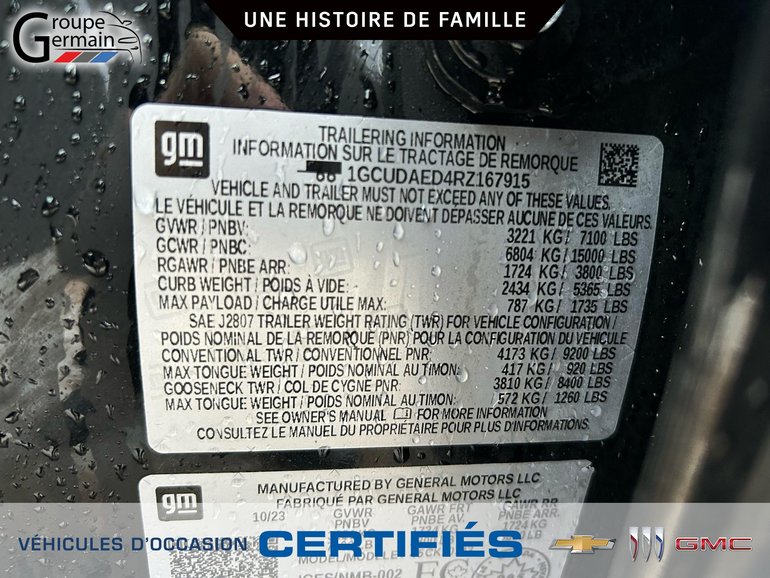 Groupe
Germain
UNE HISTOIRE DE FAMILLE
gm
TRAILERING INFORMATION
INFORMATION SUR LE TRACTAGE DE REMORQUE
1GCUDAED4RZ167915
VEHICLE AND TRAILER MUST NOT EXCEED ANY OF THESE VALUES
LE VÉHICULE ET LA REMORQUE NE DOIVENT DÉPASSER AUCUNE DE CES VALEURS.
GVWR / PNBV: 3221 KG / 7100 LBS
GCWR / PNBC: 6804 KG / 15000 LBS
RGAWR / PNBE ARR: 1724 KG / 3800 LBS
CURB WEIGHT / POIDS À VIDE: 2434 KG / 5365 LBS
MAX PAYLOAD / CHARGE UTILE MAX: 787 KG / 1735 LBS
SAE J2807 TRAILER WEIGHT RATING (TWR) FOR VEHICLE CONFIGURATION /
POIDS NOMINAL DE LA REMORQUE (PNR) POUR LA CONFIGURATION DU VÉHICULE
CONVENTIONAL TWR / CONVENTIONNEL PNR: 4173 KG / 9200 LBS
MAX TONGUE WEIGHT / POIDS NOMINAL AU TIMON: 417 KG / 920 LBS
GOOSENECK TWR / COL DE CYGNE PNR: 3810 KG / 8400 LBS
MAX TONGUE WEIGHT / POIDS NOMINAL AU TIMON: 572 KG / 1260 LBS
SEE OWNER'S MANUAL FOR MORE INFORMATION
CONSULTEZ LE MANUEL DU PROPRIÉTAIRE POUR PLUS D'INFORMATIONS.
gm
MANUFACTURED BY GENERAL MOTORS LLC
FABRIQUÉ PAR GENERAL MOTORS LLC
10/23 GVWR GAWR FRT GAWR RR
PNBV PNBE AV PNBE ARR
1724 KG
VÉHICULES D'OCCASION CERTIFIÉS GMC